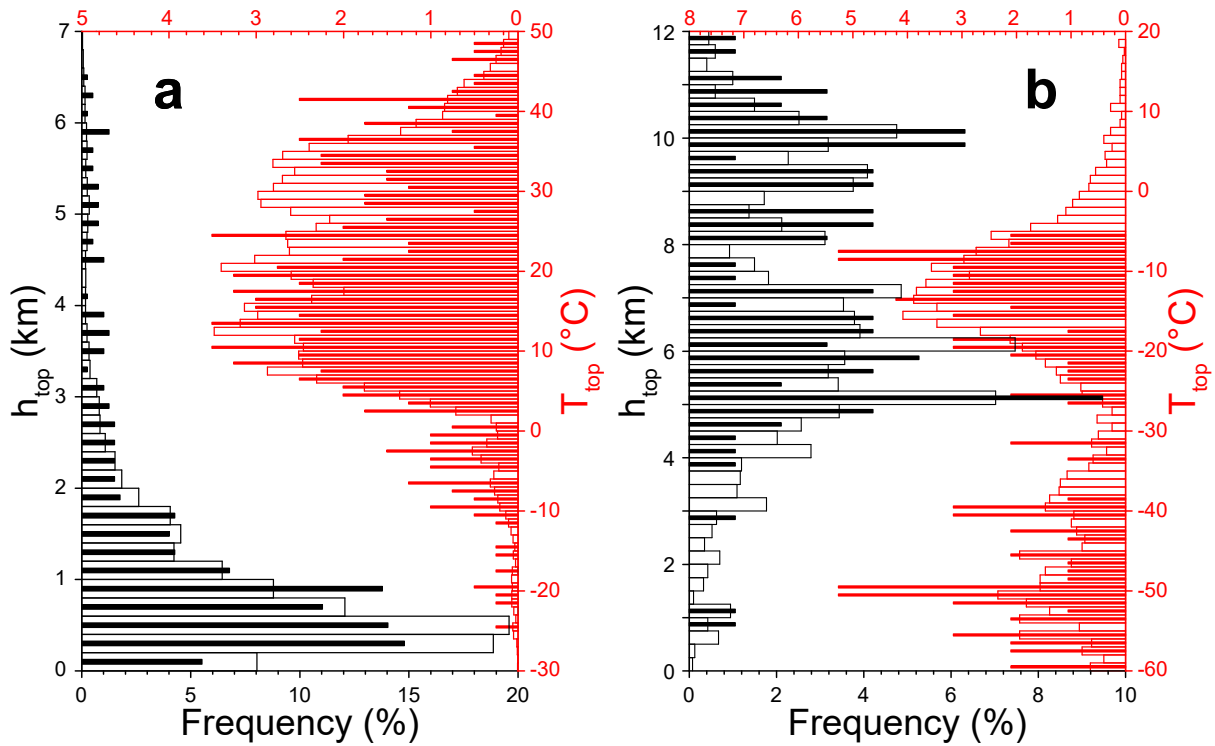 5 4 3 2 1 0
8 7 6 5 4 3 2 1 0
7 6 5 4 3 2 1 0
h_top (km)
a
50 40 30 20 10 0 -10 -20 -30
T_top (°C)
0 5 10 15 20
Frequency (%)
12 10 8 6 4 2 0
h_top (km)
b
20 10 0 -10 -20 -30 -40 -50 -60
T_top (°C)
0 2 4 6 8 10
Frequency (%)